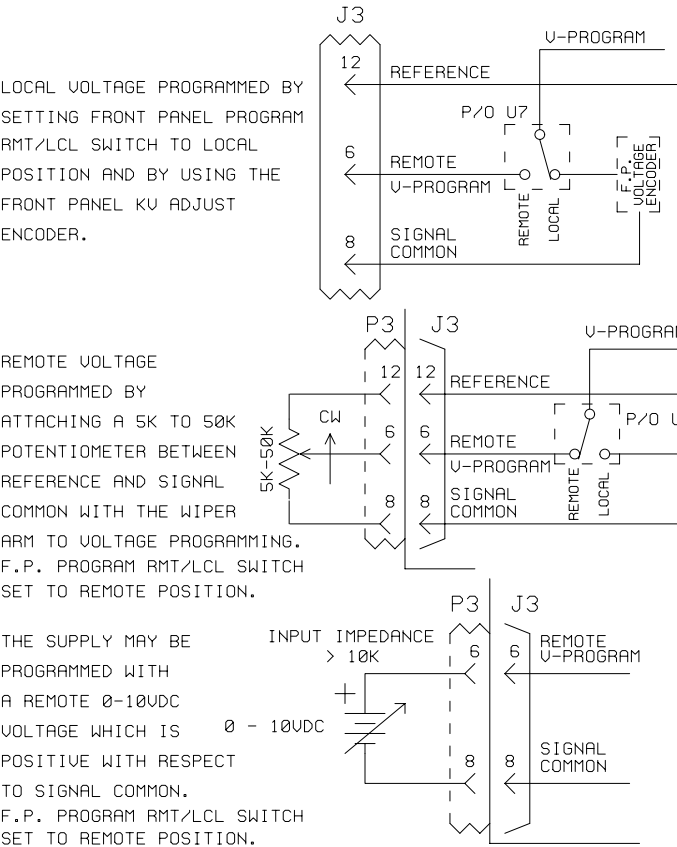 J3
V-PROGRAM
12
REFERENCE
LOCAL VOLTAGE PROGRAMMED BY
SETTING FRONT PANEL PROGRAM
RMT/LCL SWITCH TO LOCAL
POSITION AND BY USING THE
FRONT PANEL KV ADJUST
ENCODER.
P/O U7
6
REMOTE
V-PROGRAM
REMOTE
LOCAL
F.P.
VOLTAGE
ENCODER
8
SIGNAL
COMMON
P3
J3
V-PROGRAM
REMOTE VOLTAGE
PROGRAMMED BY
ATTACHING A 5K TO 50K
POTENTIOMETER BETWEEN
REFERENCE AND SIGNAL
COMMON WITH THE WIPER
ARM TO VOLTAGE PROGRAMMING.
F.P. PROGRAM RMT/LCL SWITCH
SET TO REMOTE POSITION.
5K-50K
CW
12
12
REFERENCE
6
6
REMOTE
V-PROGRAM
8
8
SIGNAL
COMMON
P/O U
REMOTE
LOCAL
P3
J3
THE SUPPLY MAY BE
PROGRAMMED WITH
A REMOTE 0-10VDC
VOLTAGE WHICH IS
POSITIVE WITH RESPECT
TO SIGNAL COMMON.
F.P. PROGRAM RMT/LCL SWITCH
SET TO REMOTE POSITION.
INPUT IMPEDANCE
> 10K
+
0 - 10VDC
6
6
REMOTE
V-PROGRAM
8
8
SIGNAL
COMMON